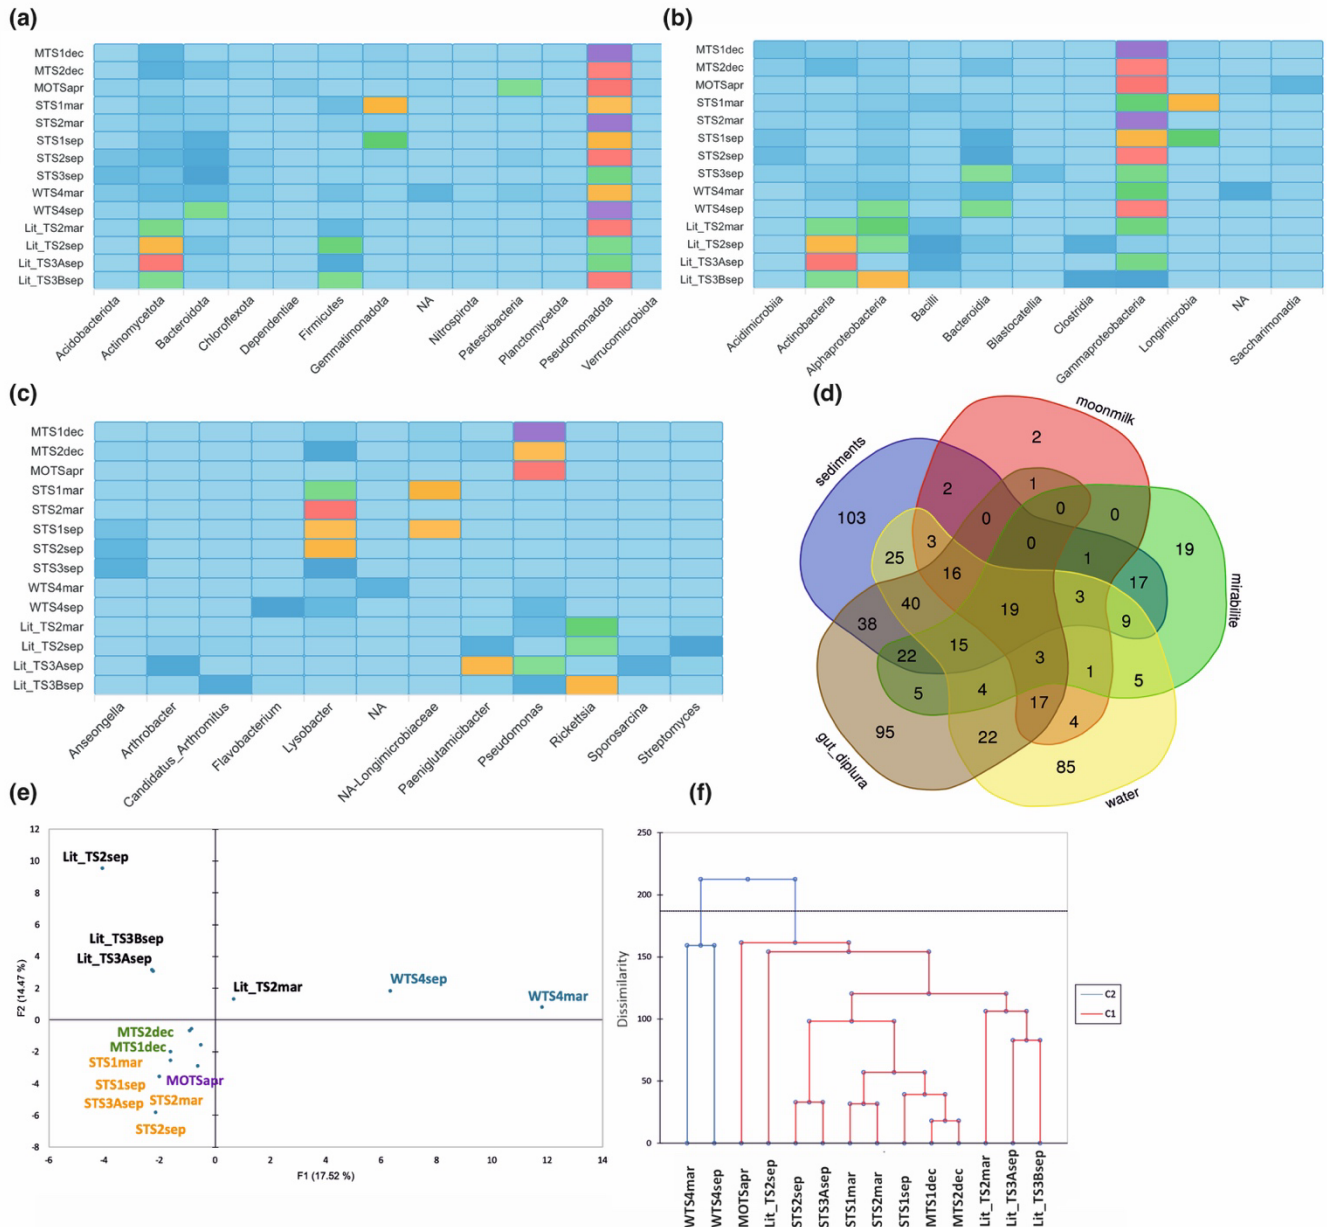 (a)
MTS1dec
MTS2dec
MOTSapr
STS1mar
STS2mar
STS1sep
STS2sep
STS3sep
WTS4mar
WTS4sep
Lit_TS2mar
Lit_TS2sep
Lit_TS3Asep
Lit_TS3Bsep
Acidobacteriota
Actinomycetota
Bacteroidota
Chloroflexota
Dependentiae
Firmicutes
Gemmatimonadota
NA
Nitrospirota
Patescibacteria
Planctomycetota
Pseudomonadota
Verrucomicrobiota
(b)
MTS1dec
MTS2dec
MOTSapr
STS1mar
STS2mar
STS1sep
STS2sep
STS3sep
WTS4mar
WTS4sep
Lit_TS2mar
Lit_TS2sep
Lit_TS3Asep
Lit_TS3Bsep
Acidimicrobiia
Actinobacteria
Alphaproteobacteria
Bacilli
Bacteroidia
Blastocatellia
Clostridia
Gammaproteobacteria
Longimicrobia
NA
Saccharimonadia
(c)
MTS1dec
MTS2dec
MOTSapr
STS1mar
STS2mar
STS1sep
STS2sep
STS3sep
WTS4mar
WTS4sep
Lit_TS2mar
Lit_TS2sep
Lit_TS3Asep
Lit_TS3Bsep
Anseongella
Arthrobacter
Candidatus_Arthromitus
Flavobacterium
Lysobacter
NA
NA-Longimicrobiaceae
Paeniglutamicibacter
Pseudomonas
Rickettsia
Sporosarcina
Streptomyces
(d)
moonmilk
sediments
mirabilite
gut_diplura
water
2
2
1
0
0
0
103
3
0
1
19
25
16
17
40
19
3
9
38
15
22
3
1
5
5
4
17
4
95
22
85
(e)
12
10
8
6
4
2
0
-2
-4
-6
-8
F2 (14.47 %)
Lit_TS2sep
Lit_TS3Bsep
Lit_TS3Asep
Lit_TS2mar
WTS4sep
WTS4mar
MTS2dec
MTS1dec
STS1mar
MOTSapr
STS1sep
STS3Asep
STS2mar
STS2sep
-6
-4
-2
0
2
4
6
8
10
12
14
F1 (17.52 %)
(f)
250
200
150
100
50
0
Dissimilarity
C2
C1
WTS4mar
WTS4sep
MOTSapr
Lit_TS2sep
STS2sep
STS3Asep
STS1mar
STS2mar
STS1sep
MTS1dec
MTS2dec
Lit_TS2mar
Lit_TS3Asep
Lit_TS3Bsep